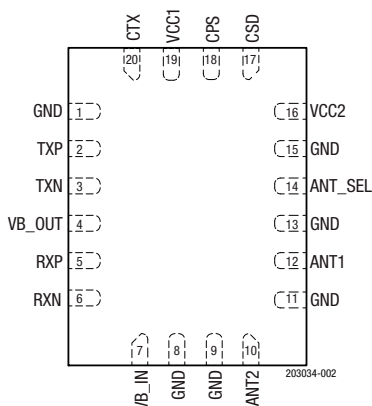 CTX VCC1 CPS CSD
20 19 18 17
GND 1 16 VCC2
TXP 2 15 GND
TXN 3 14 ANT_SEL
VB_OUT 4 13 GND
RXP 5 12 ANT1
RXN 6 11 GND
7 8 9 10
VB_IN GND GND ANT2
203034-002